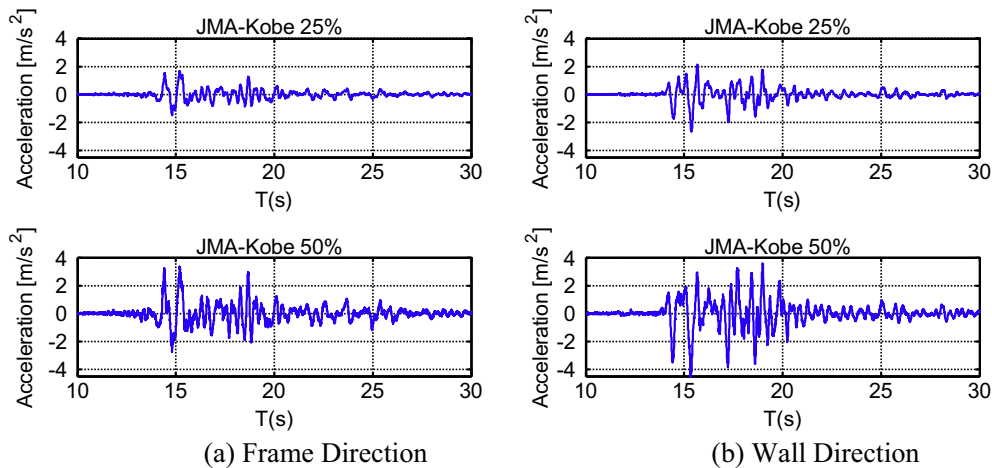 JMA-Kobe 25%
Acceleration [m/s²]
4
2
0
-2
-4
10 15 20 25 30
T(s)
JMA-Kobe 25%
Acceleration [m/s²]
4
2
0
-2
-4
10 15 20 25 30
T(s)
JMA-Kobe 50%
Acceleration [m/s²]
4
2
0
-2
-4
10 15 20 25 30
T(s)
JMA-Kobe 50%
Acceleration [m/s²]
4
2
0
-2
-4
10 15 20 25 30
T(s)
(a) Frame Direction
(b) Wall Direction